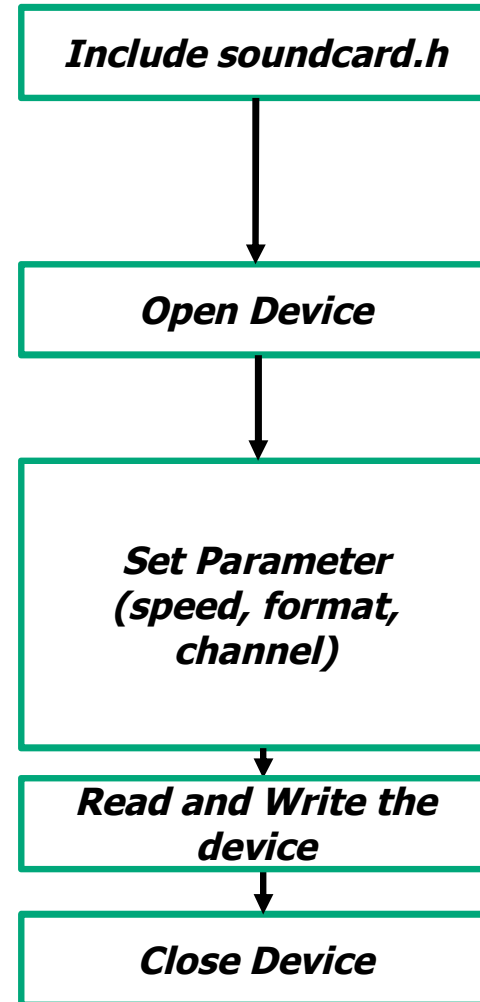 Include soundcard.h
Open Device
Set Parameter
(speed, format,
channel)
Read and Write the
device
Close Device